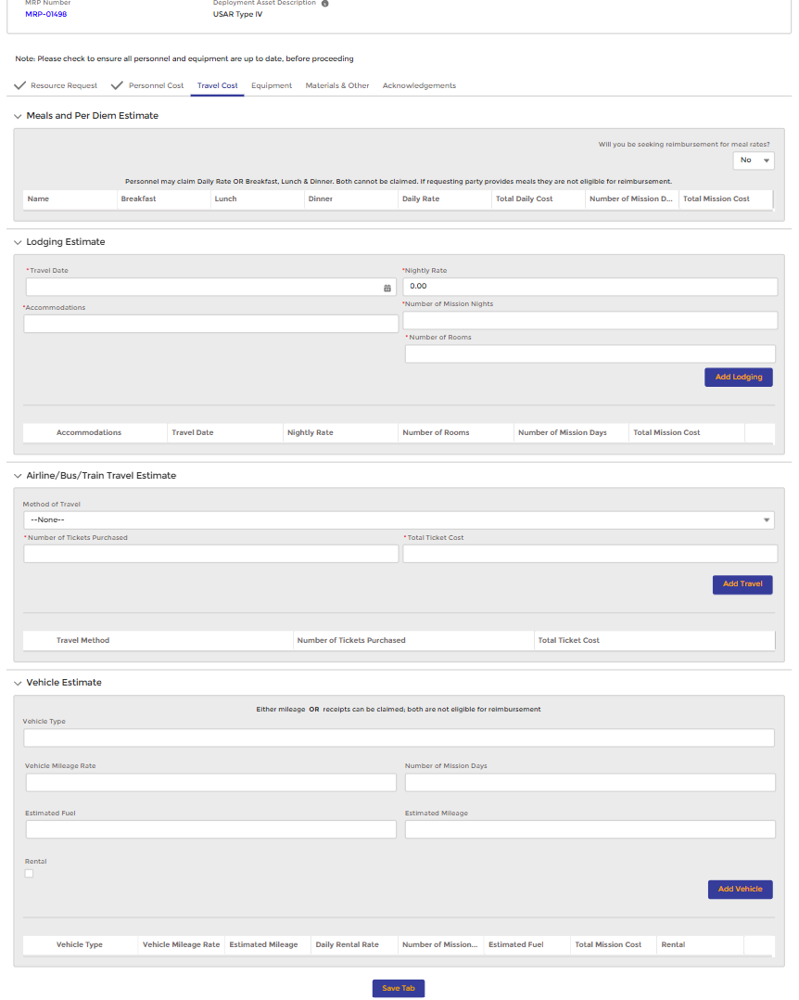 MRP Number Deployment Asset Description
MRP-01498 USAR Type IV
Note: Please check to ensure all personnel and equipment are up to date, before proceeding
Resource Request Personnel Cost Travel Cost Equipment Materials & Other Acknowledgements
Meals and Per Diem Estimate
Will you be seeking reimbursement for meal rates?
No
Personnel may claim Daily Rate OR Breakfast, Lunch & Dinner. Both cannot be claimed. If requesting party provides meals they are not eligible for reimbursement.
Name Breakfast Lunch Dinner Daily Rate Total Daily Cost Number of Mission D... Total Mission Cost
Lodging Estimate
*Travel Date *Nightly Rate
0.00
*Accommodations *Number of Mission Nights
*Number of Rooms
Add Lodging
Accommodations Travel Date Nightly Rate Number of Rooms Number of Mission Days Total Mission Cost
Airline/Bus/Train Travel Estimate
Method of Travel
--None--
*Number of Tickets Purchased *Total Ticket Cost
Add Travel
Travel Method Number of Tickets Purchased Total Ticket Cost
Vehicle Estimate
Either mileage OR receipts can be claimed; both are not eligible for reimbursement
Vehicle Type
Vehicle Mileage Rate Number of Mission Days
Estimated Fuel Estimated Mileage
Rental
Add Vehicle
Vehicle Type Vehicle Mileage Rate Estimated Mileage Daily Rental Rate Number of Mission... Estimated Fuel Total Mission Cost Rental
Save Tab